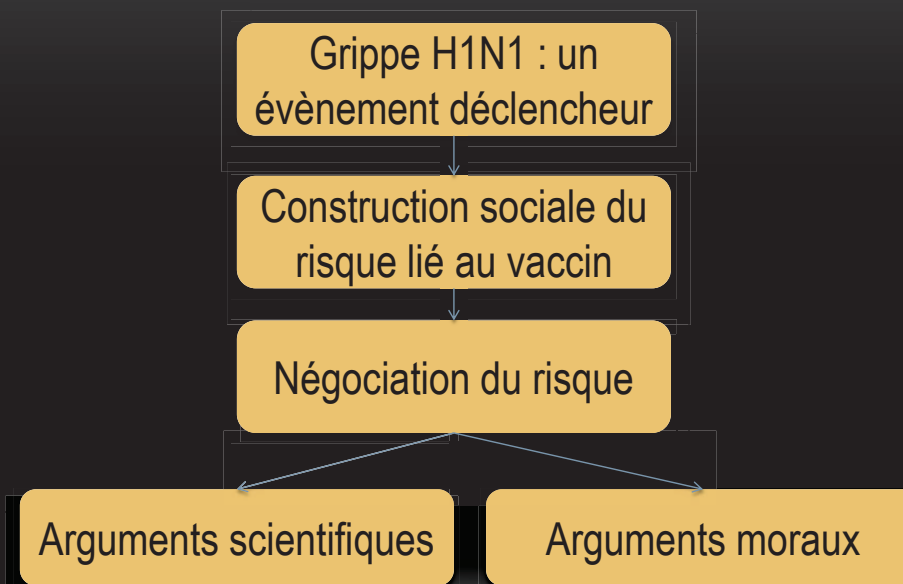 Grippe H1N1 : un
évènement déclencheur
Construction sociale du
risque lié au vaccin
Négociation du risque
Arguments scientifiques
Arguments moraux